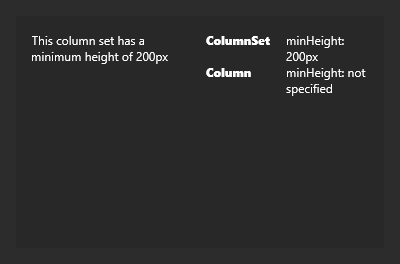 This column set has a
minimum height of 200px
ColumnSet minHeight:
200px
Column minHeight: not
specified